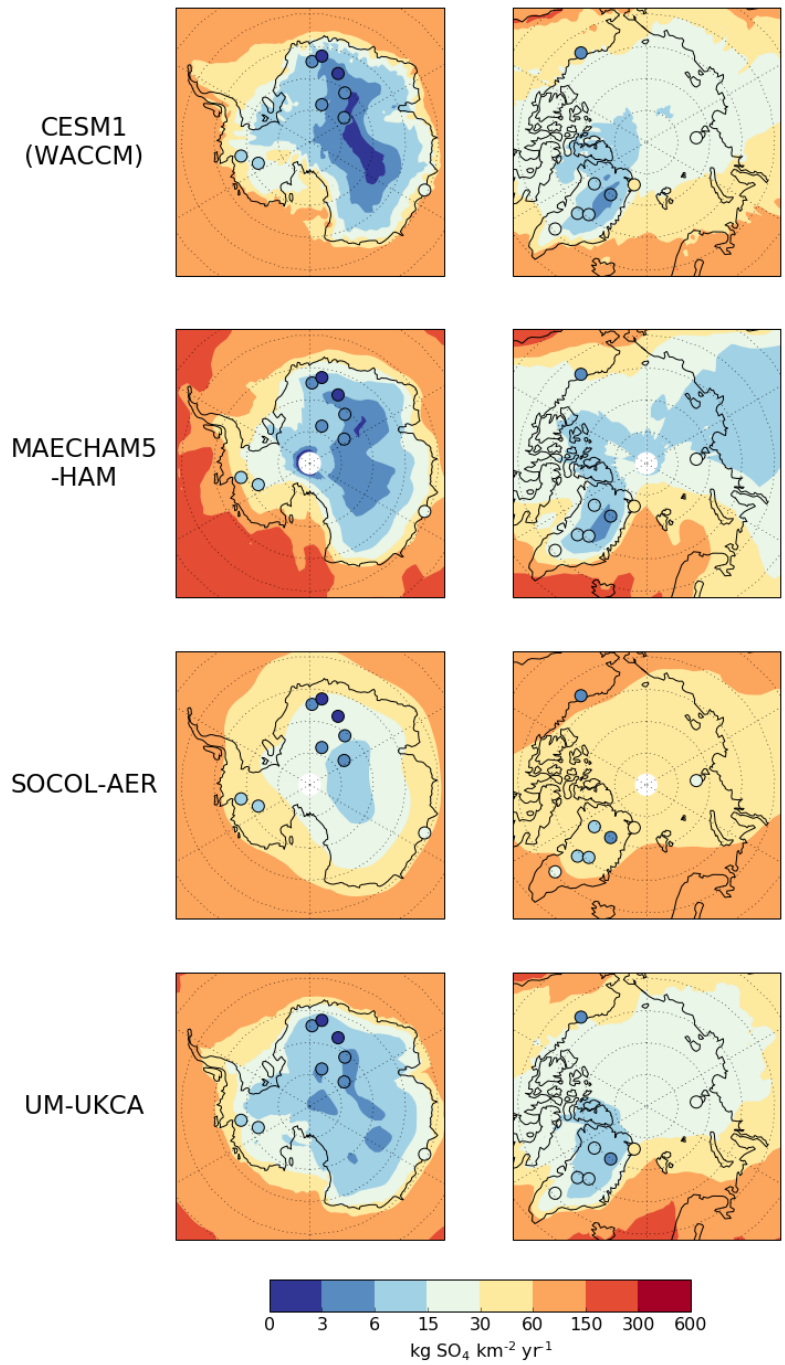 CESM1
(WACCM)
MAECHAM5
-HAM
SOCOL-AER
UM-UKCA
0 3 6 15 30 60 150 300 600
kg SO₄ km⁻² yr⁻¹